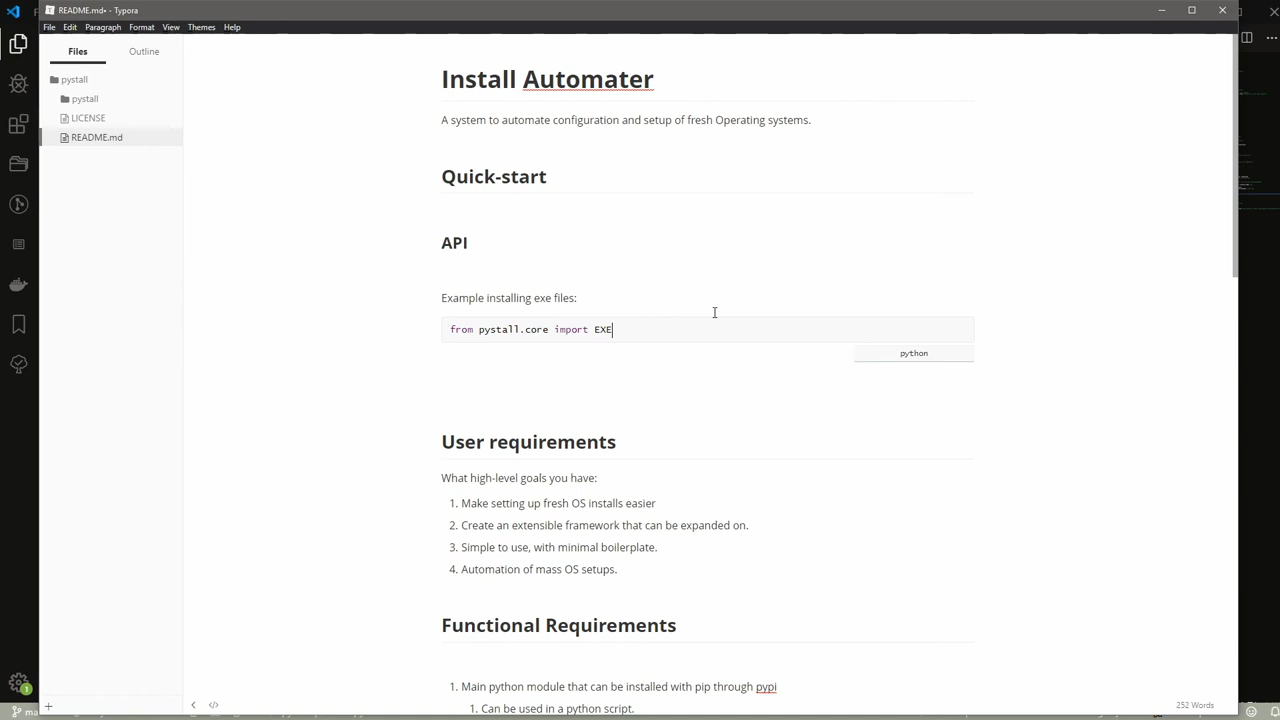 README.md• - Typora
File Edit Paragraph Format View Themes Help
Files Outline
pystall
pystall
LICENSE
README.md
Install Automater
A system to automate configuration and setup of fresh Operating systems.
Quick-start
API
Example installing exe files:
from pystall.core import EXE
python
User requirements
What high-level goals you have:
1. Make setting up fresh OS installs easier
2. Create an extensible framework that can be expanded on.
3. Simple to use, with minimal boilerplate.
4. Automation of mass OS setups.
Functional Requirements
1. Main python module that can be installed with pip through pypi
1. Can be used in a python script.
252 Words
1